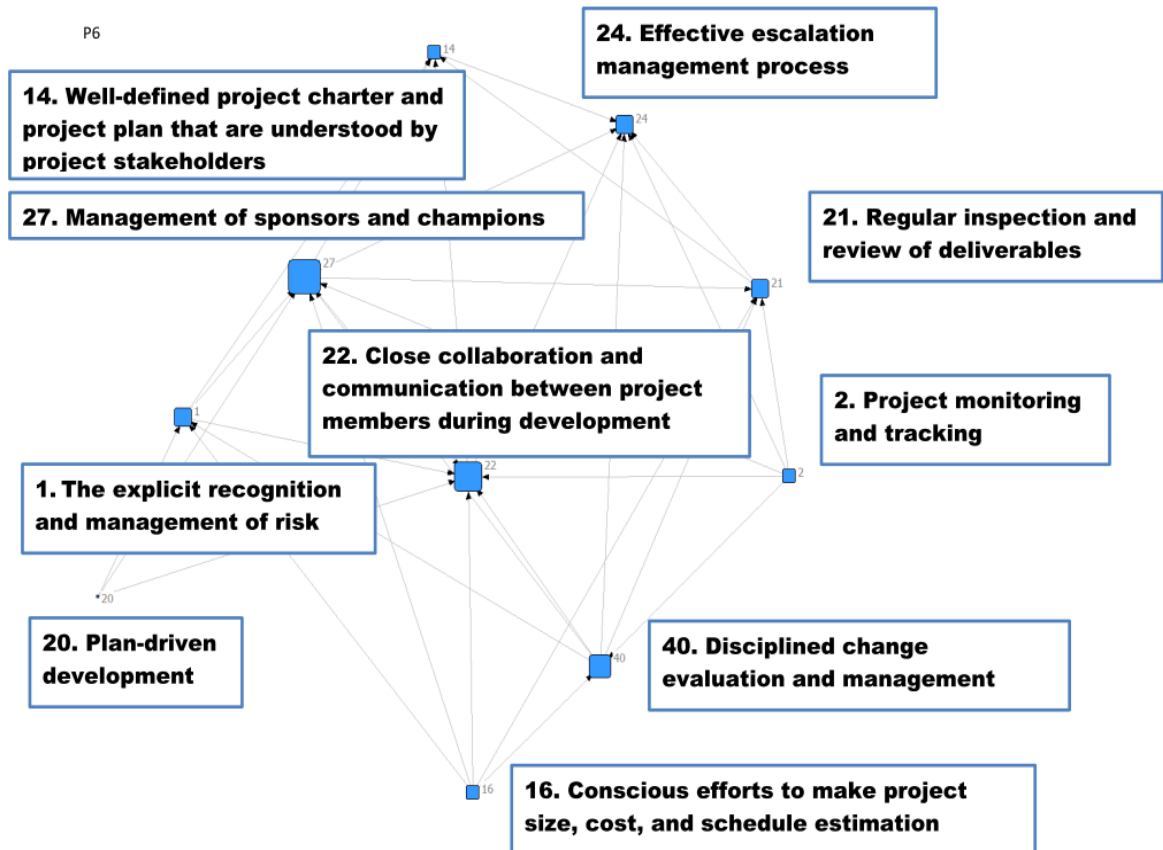 P6
14
24. Effective escalation
management process
14. Well-defined project charter and
project plan that are understood by
project stakeholders
24
27. Management of sponsors and champions
21. Regular inspection and
review of deliverables
27
21
22. Close collaboration and
communication between project
members during development
2. Project monitoring
and tracking
1
22
2
1. The explicit recognition
and management of risk
20
20. Plan-driven
development
40
40. Disciplined change
evaluation and management
16
16. Conscious efforts to make project
size, cost, and schedule estimation